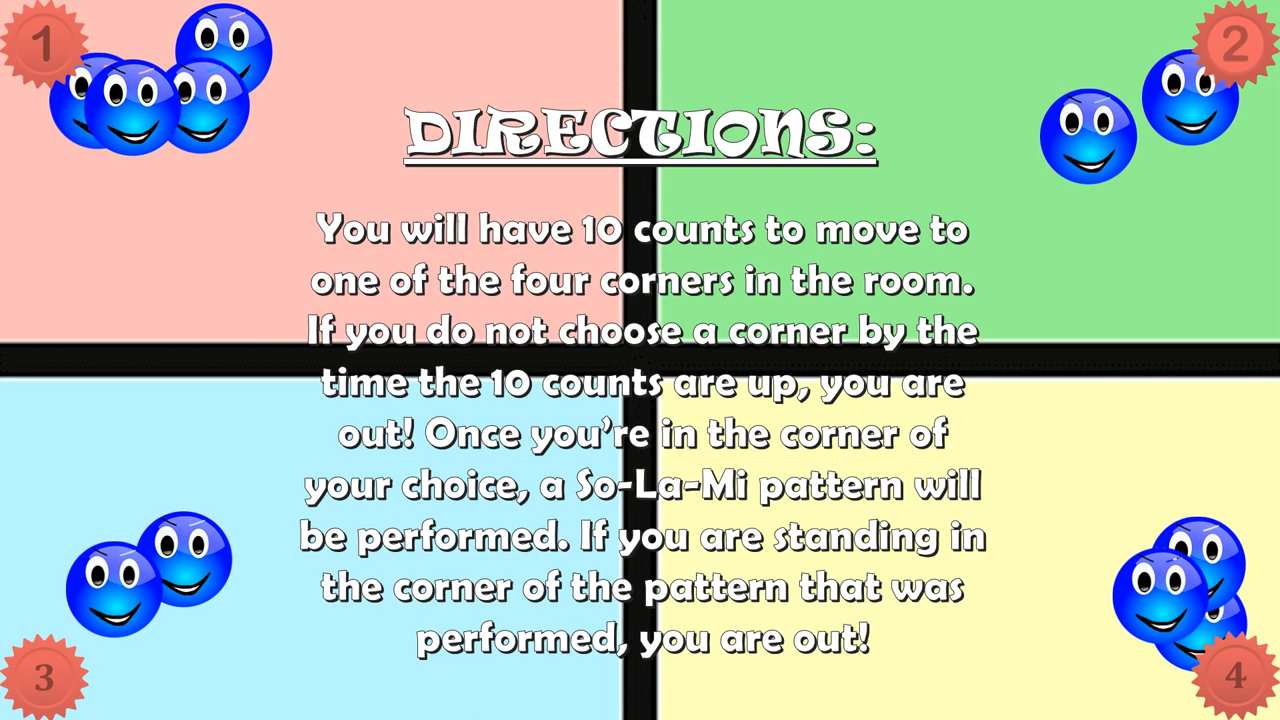 1
2
DIRECTIONS:
You will have 10 counts to move to
one of the four corners in the room.
If you do not choose a corner by the
time the 10 counts are up, you are
out! Once you’re in the corner of
your choice, a So-La-Mi pattern will
be performed. If you are standing in
the corner of the pattern that was
performed, you are out!
3
4